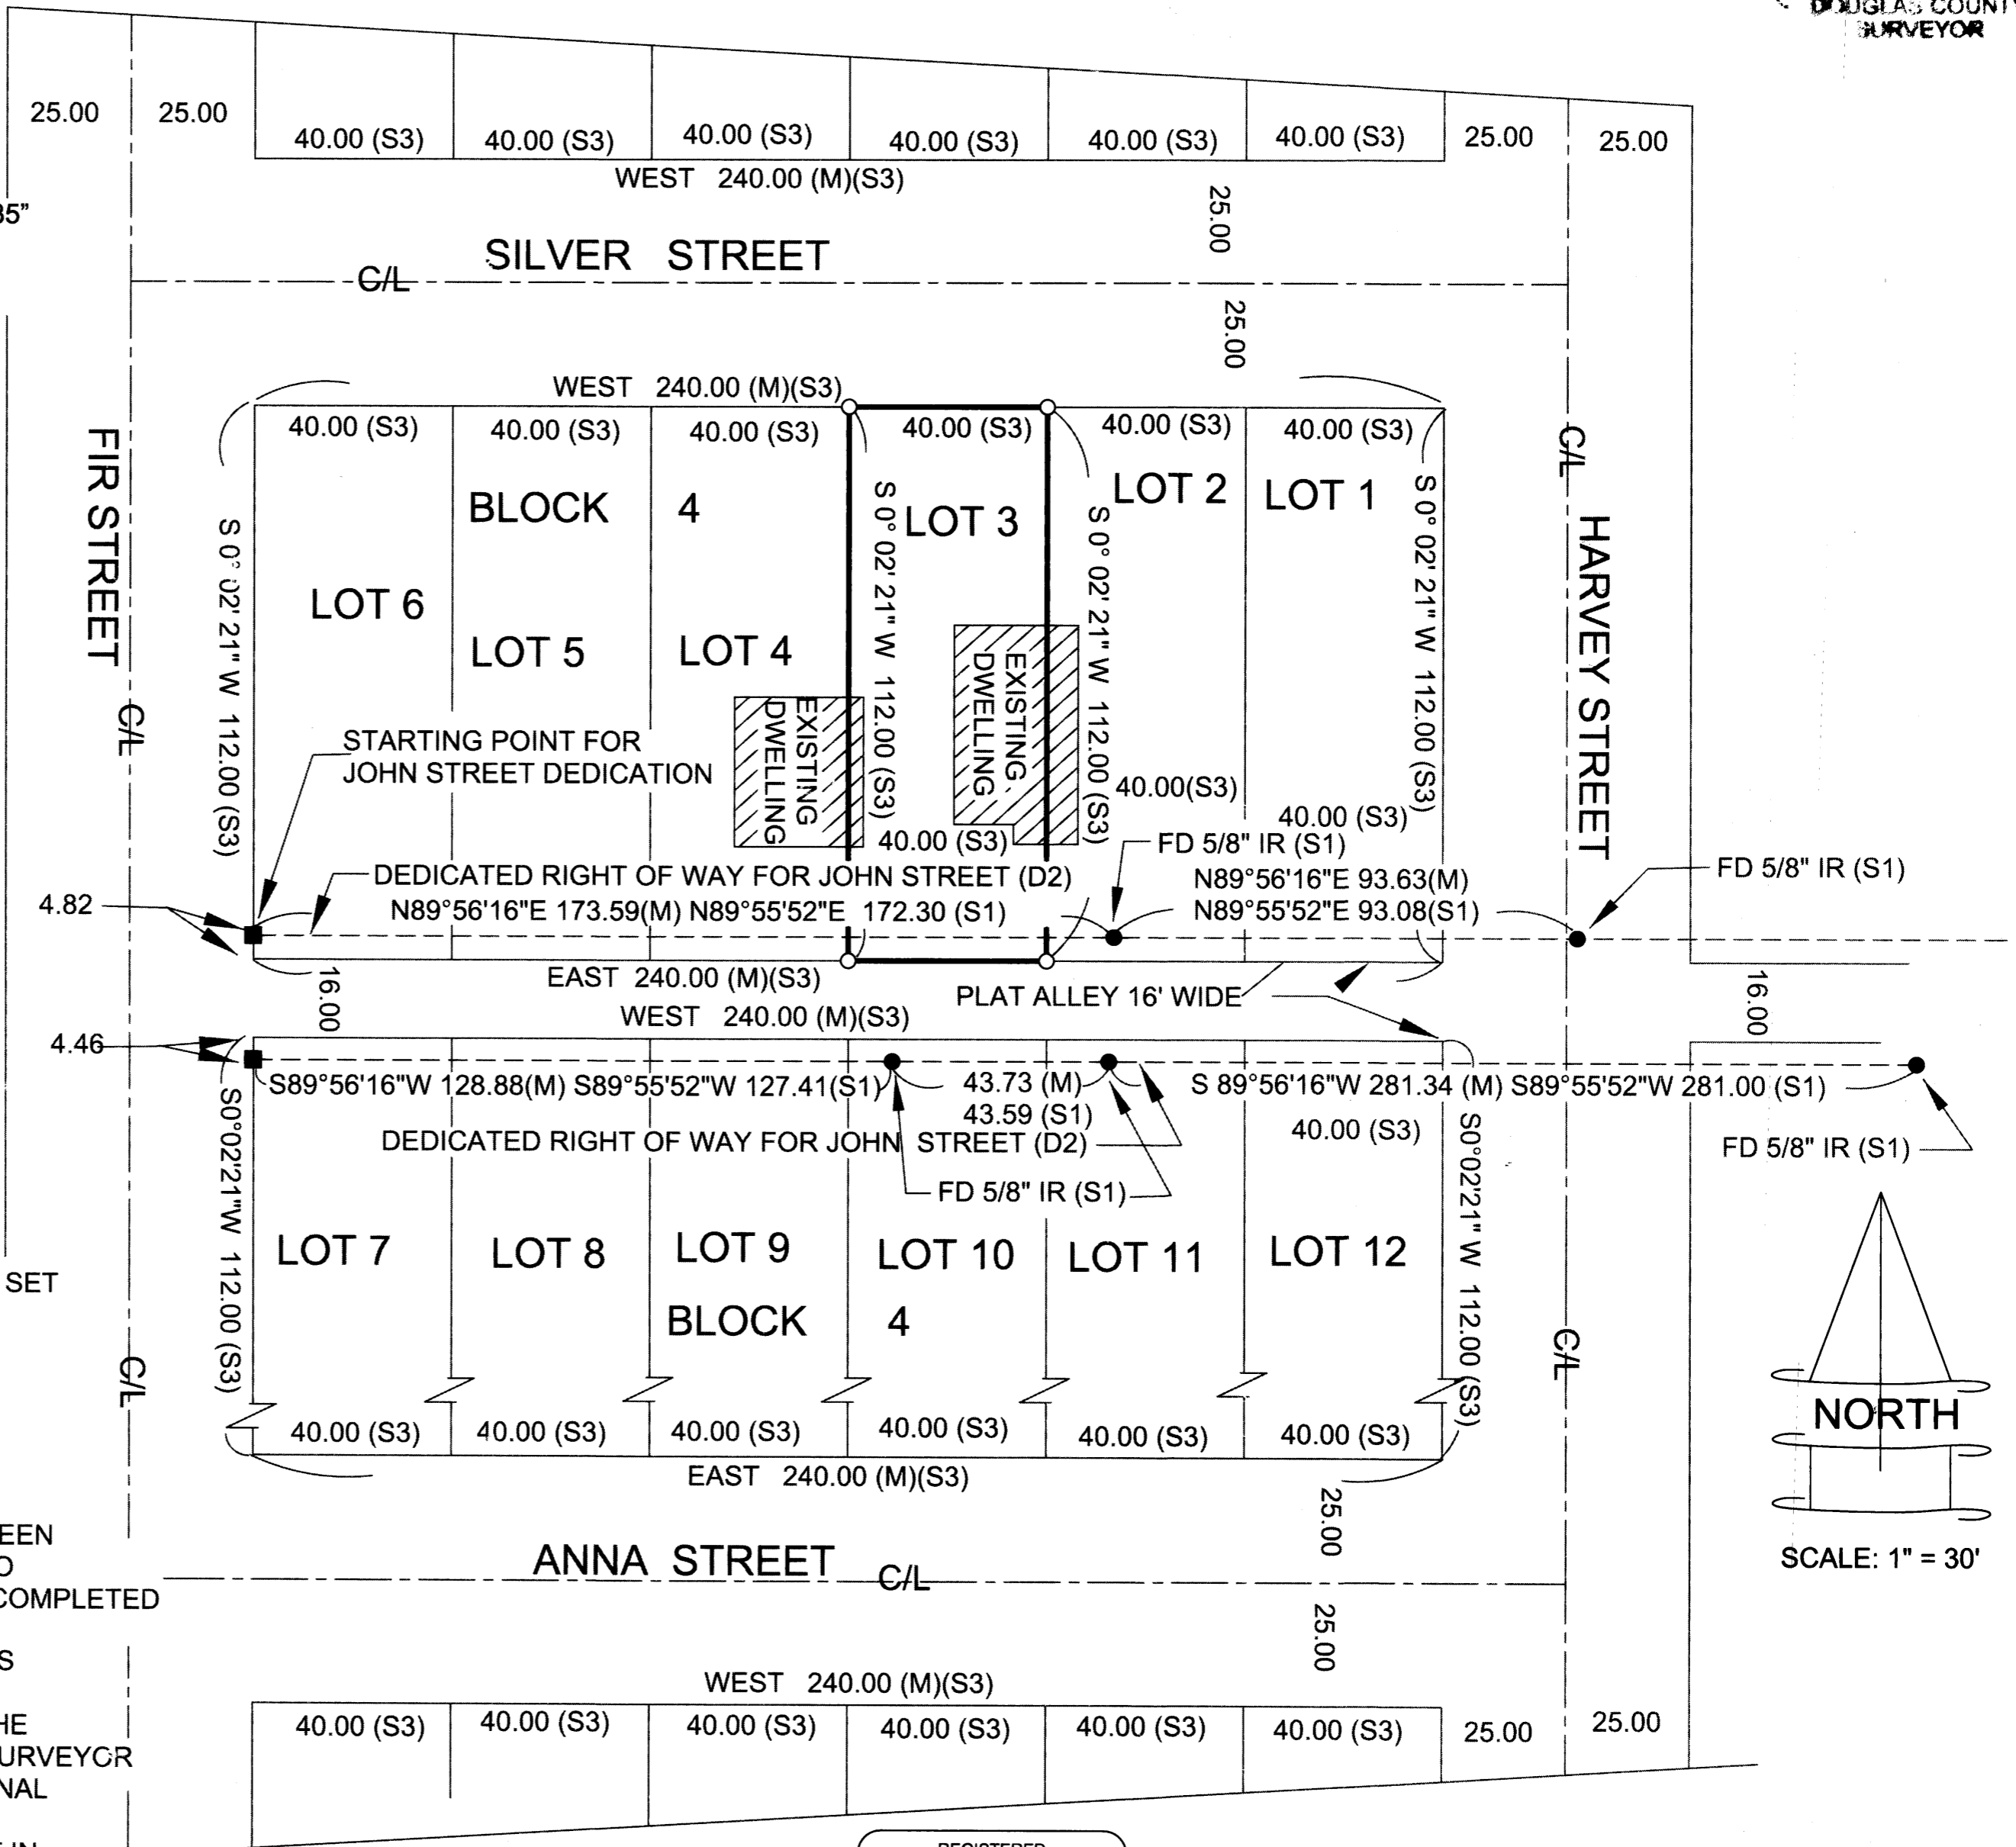 DOUGLAS COUNTY
SURVEYOR
25.00
25.00
40.00 (S3)
40.00 (S3)
40.00 (S3)
40.00 (S3)
40.00 (S3)
40.00 (S3)
25.00
25.00
WEST 240.00 (M)(S3)
35"
25.00
SILVER STREET
C/L
25.00
WEST 240.00 (M)(S3)
40.00 (S3)
40.00 (S3)
40.00 (S3)
40.00 (S3)
40.00 (S3)
40.00 (S3)
FIR STREET
C/L
C/L
HARVEY STREET
BLOCK 4
LOT 3
LOT 2
LOT 1
S 0° 02' 21" W 112.00 (S3)
S 0° 02' 21" W 112.00 (S3)
S 0° 02' 21" W 112.00 (S3)
S 0° 02' 21" W 112.00 (S3)
LOT 6
LOT 5
LOT 4
EXISTING
DWELLING
EXISTING
DWELLING
STARTING POINT FOR
JOHN STREET DEDICATION
40.00(S3)
40.00 (S3)
40.00 (S3)
FD 5/8" IR (S1)
FD 5/8" IR (S1)
DEDICATED RIGHT OF WAY FOR JOHN STREET (D2)
N89°56'16"E 93.63(M)
4.82
N89°56'16"E 173.59(M) N89°55'52"E 172.30 (S1)
N89°55'52"E 93.08(S1)
EAST 240.00 (M)(S3)
16.00
PLAT ALLEY 16' WIDE
16.00
WEST 240.00 (M)(S3)
4.46
S89°56'16"W 128.88(M) S89°55'52"W 127.41(S1)
43.73 (M)
43.59 (S1)
S 89°56'16"W 281.34 (M) S89°55'52"W 281.00 (S1)
DEDICATED RIGHT OF WAY FOR JOHN STREET (D2)
40.00 (S3)
FD 5/8" IR (S1)
FD 5/8" IR (S1)
S0°02'21"W 112.00 (S3)
S0°02'21" W 112.00 (S3)
LOT 7
LOT 8
LOT 9
LOT 10
LOT 11
LOT 12
SET
BLOCK 4
C/L
C/L
NORTH
40.00 (S3)
40.00 (S3)
40.00 (S3)
40.00 (S3)
40.00 (S3)
40.00 (S3)
EAST 240.00 (M)(S3)
25.00
EEN
O
COMPLETED
ANNA STREET
C/L
SCALE: 1" = 30'
25.00
S
WEST 240.00 (M)(S3)
HE
URVEYOR
NAL
40.00 (S3)
40.00 (S3)
40.00 (S3)
40.00 (S3)
40.00 (S3)
40.00 (S3)
25.00
25.00
REGISTERED